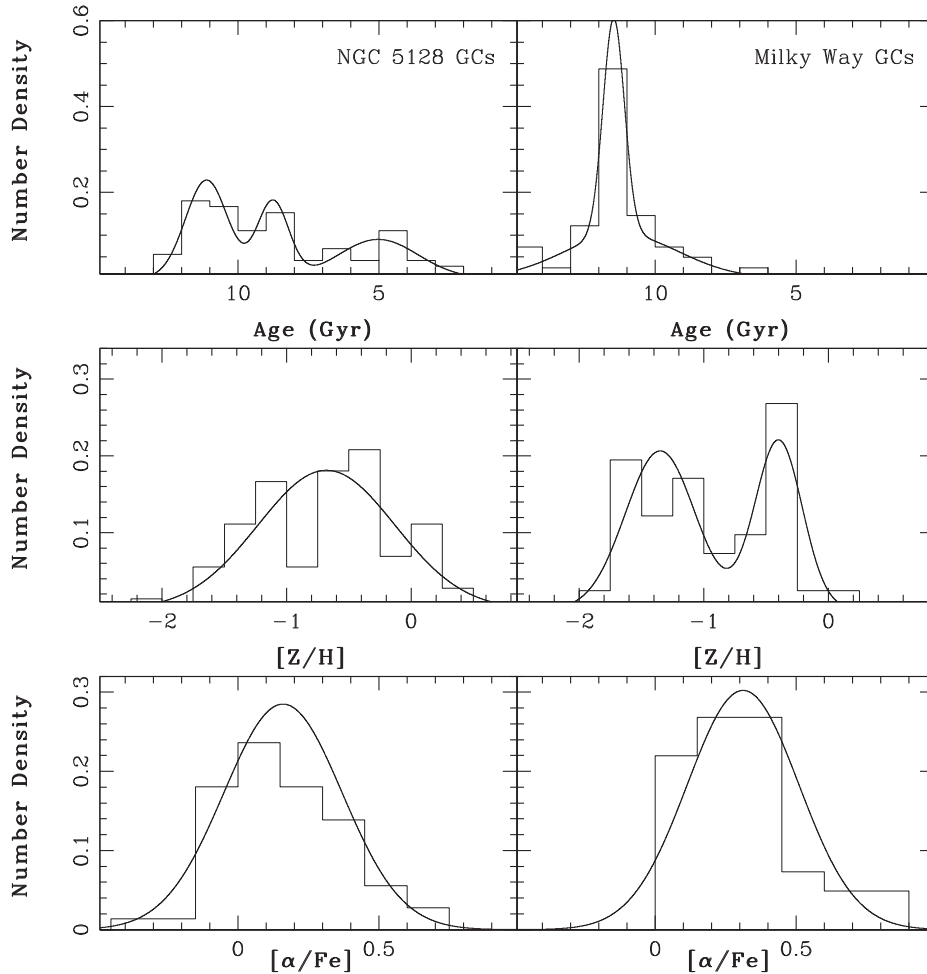 NGC 5128 GCs
Milky Way GCs
Number Density
0.2 0.4 0.6
10 5
10 5
Age (Gyr)
Age (Gyr)
Number Density
0.1 0.2 0.3
−2 −1 0
−2 −1 0
[Z/H]
[Z/H]
Number Density
0 0.1 0.2 0.3
0 0.5
0 0.5
[α/Fe]
[α/Fe]